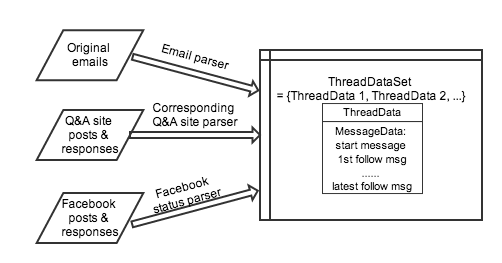 Original
emails
Email parser
Q&A site
posts &
responses
Corresponding
Q&A site parser
Facebook
posts &
responses
Facebook
status parser
ThreadDataSet
= {ThreadData 1, ThreadData 2, ...}
ThreadData
MessageData:
start message
1st follow msg
......
latest follow msg